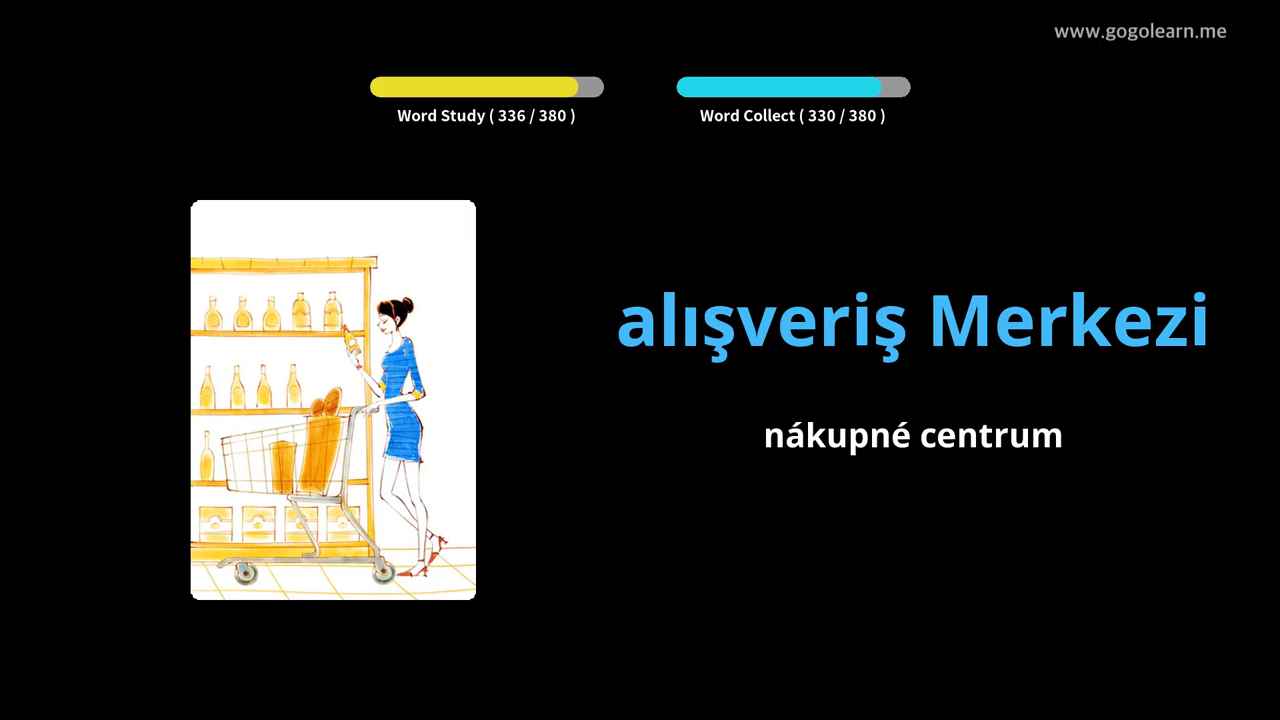 www.gogolearn.me
Word Study ( 336 / 380 )
Word Collect ( 330 / 380 )
alışveriş Merkezi
nákupné centrum